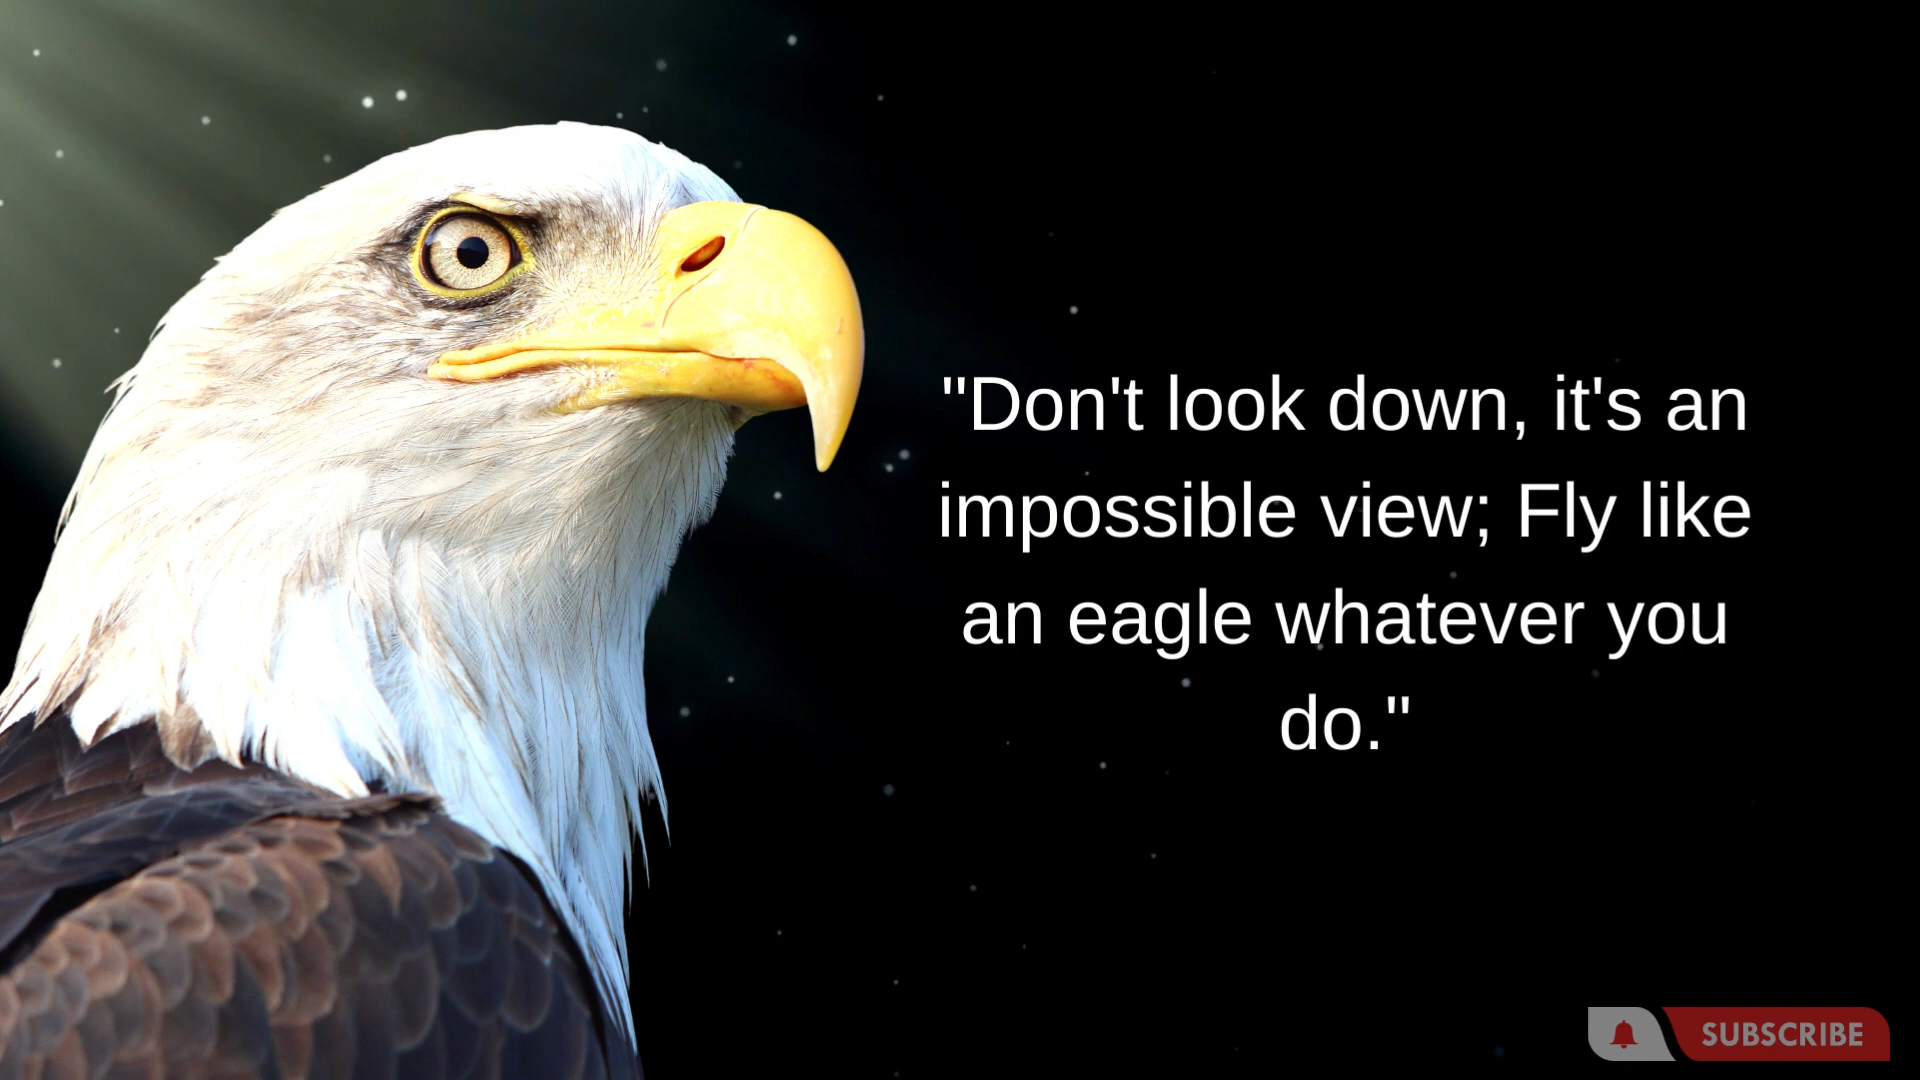 "Don't look down, it's an
impossible view; Fly like
an eagle whatever you
do."
SUBSCRIBE